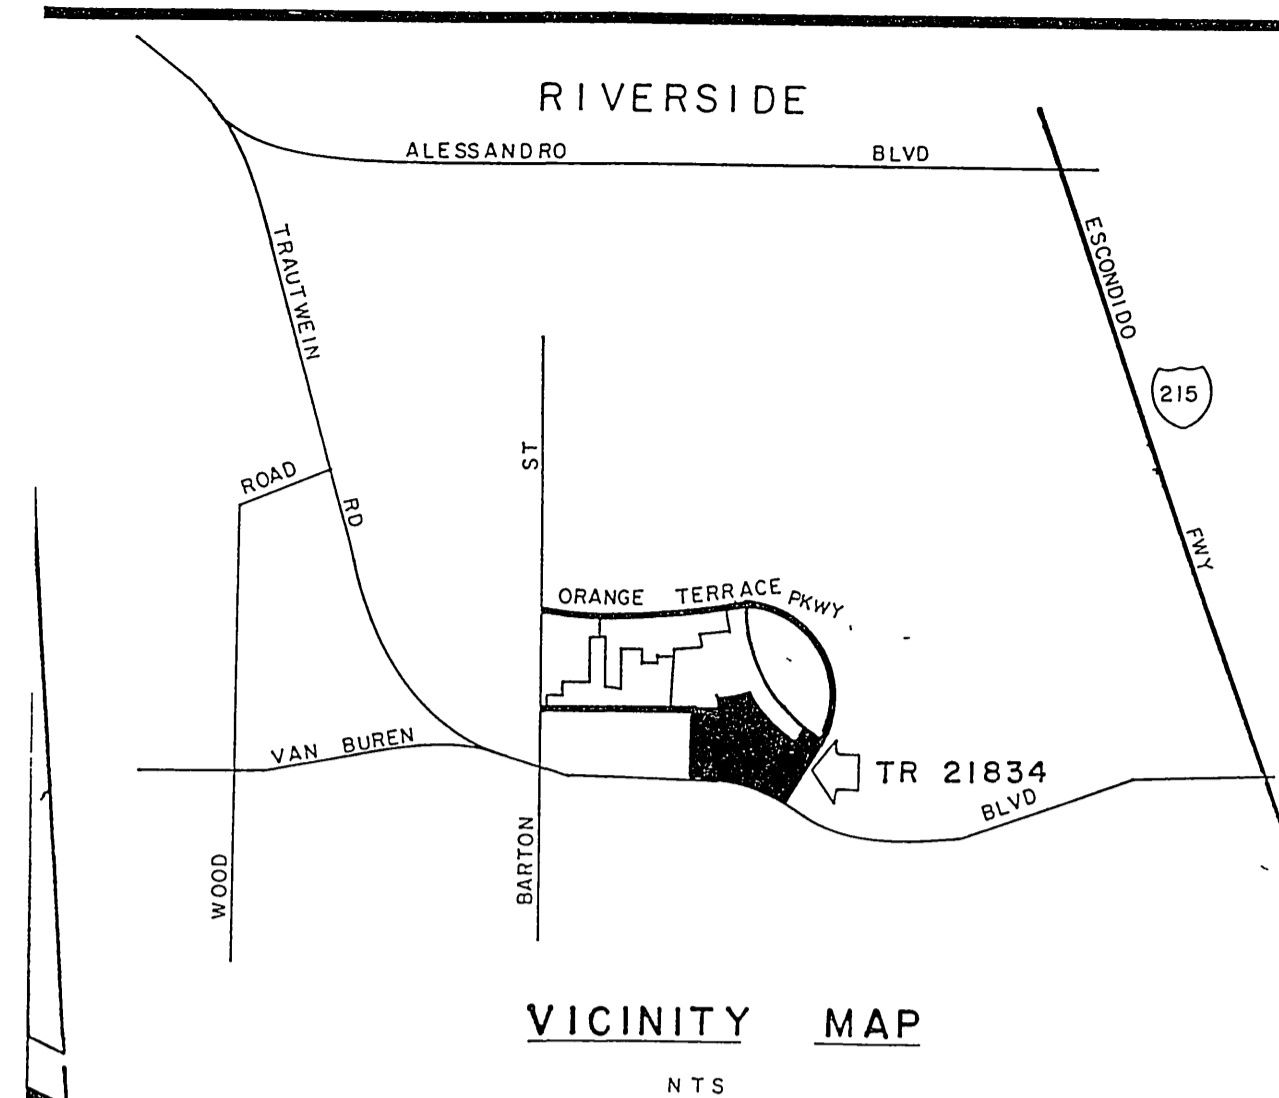 RIVERSIDE
ALESSANDRO BLVD
TRAUTWEIN RD
ESCONDIDO FWY
215
ST
ROAD
ORANGE TERRACE PKWY
VAN BUREN
TR 21834
BLVD
WOOD
BARTON
VICINITY MAP
NTS